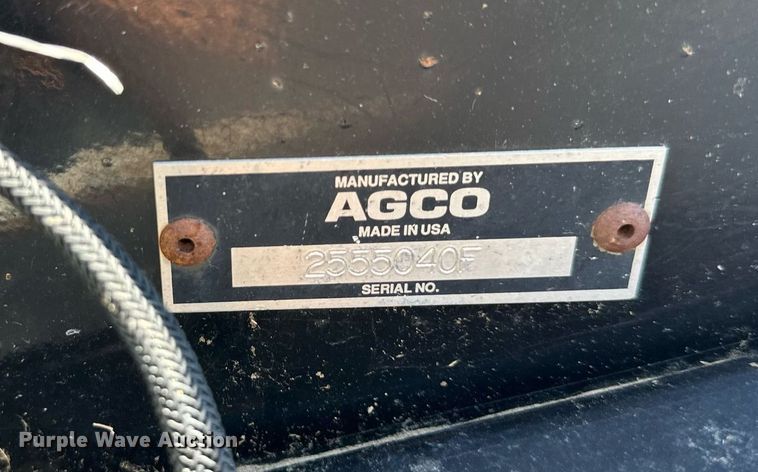 MANUFACTURED BY
AGCO
MADE IN USA
2555040F
SERIAL NO.
Purple Wave Auction